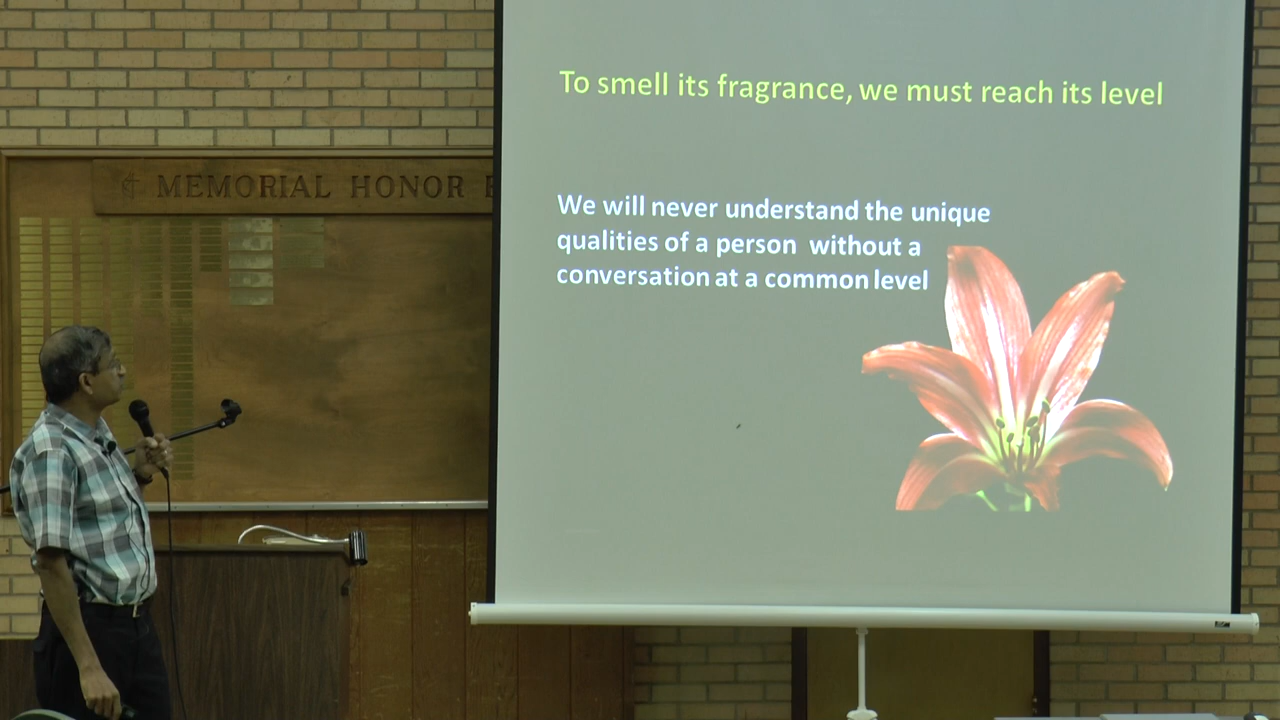 To smell its fragrance, we must reach its level
We will never understand the unique
qualities of a person without a
conversation at a common level
MEMORIAL HONOR